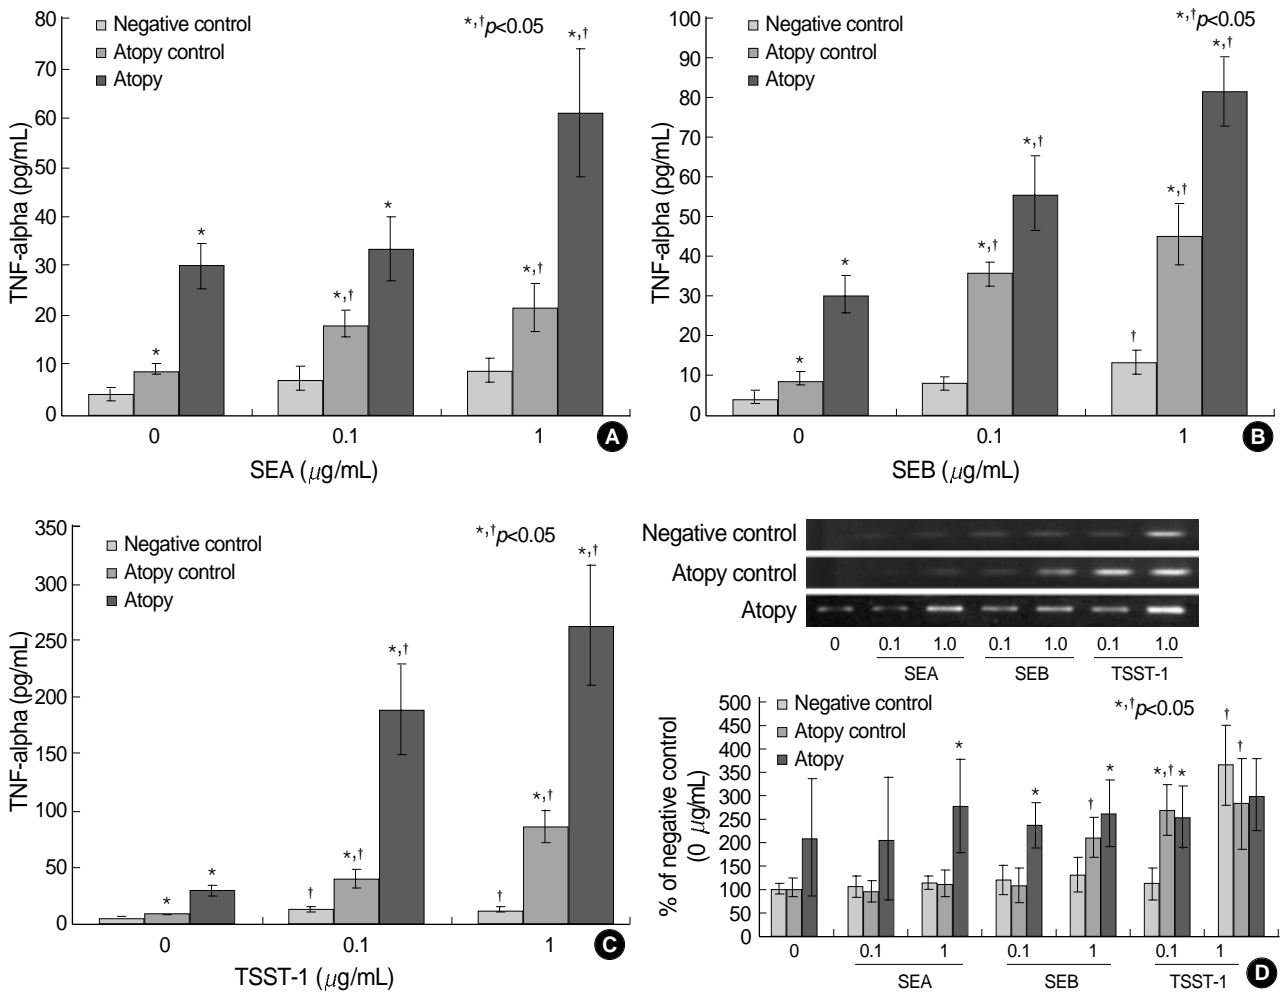 TNF-alpha (pg/mL)
80
70
60
50
40
30
20
10
0
Negative control
Atopy control
Atopy
*,†p<0.05
*
*
*,†
*
*,†
*,†
0
0.1
1
SEA (μg/mL)
A
TNF-alpha (pg/mL)
100
90
80
70
60
50
40
30
20
10
0
Negative control
Atopy control
Atopy
*,†p<0.05
*
*
*,†
*,†
†
*,†
*,†
0
0.1
1
SEB (μg/mL)
B
TNF-alpha (pg/mL)
350
300
250
200
150
100
50
0
Negative control
Atopy control
Atopy
*,†p<0.05
*
*
†
*,†
*,†
†
*,†
*,†
0
0.1
1
TSST-1 (μg/mL)
C
Negative control
Atopy control
Atopy
0
0.1 1.0
0.1 1.0
0.1 1.0
SEA
SEB
TSST-1
% of negative control
(0 μg/mL)
500
450
400
350
300
250
200
150
100
50
0
Negative control
Atopy control
Atopy
*,†p<0.05
*
*
†
*
*,†
*
†
†
0
0.1 1
0.1 1
0.1 1
SEA
SEB
TSST-1
D